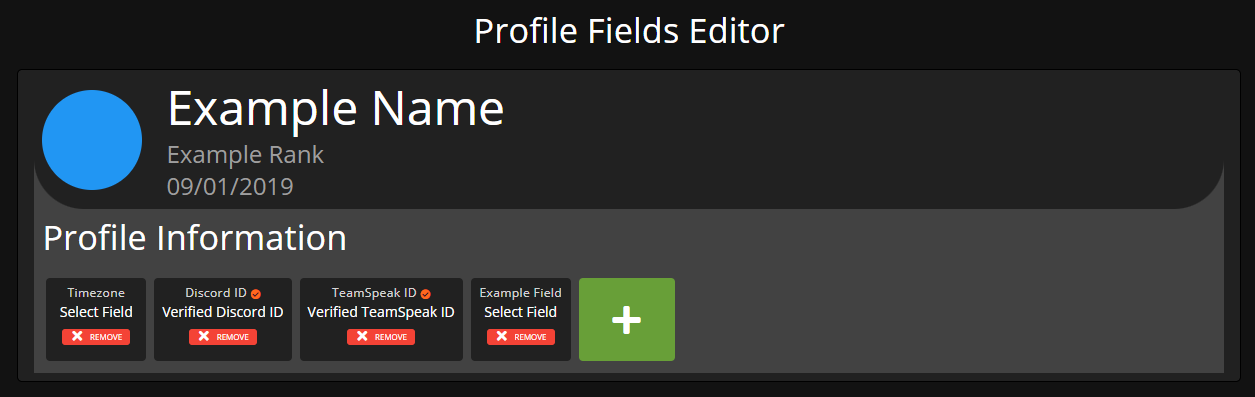 Profile Fields Editor
Example Name
Example Rank
09/01/2019
Profile Information
Timezone
Select Field
REMOVE
Discord ID
Verified Discord ID
REMOVE
TeamSpeak ID
Verified TeamSpeak ID
REMOVE
Example Field
Select Field
REMOVE